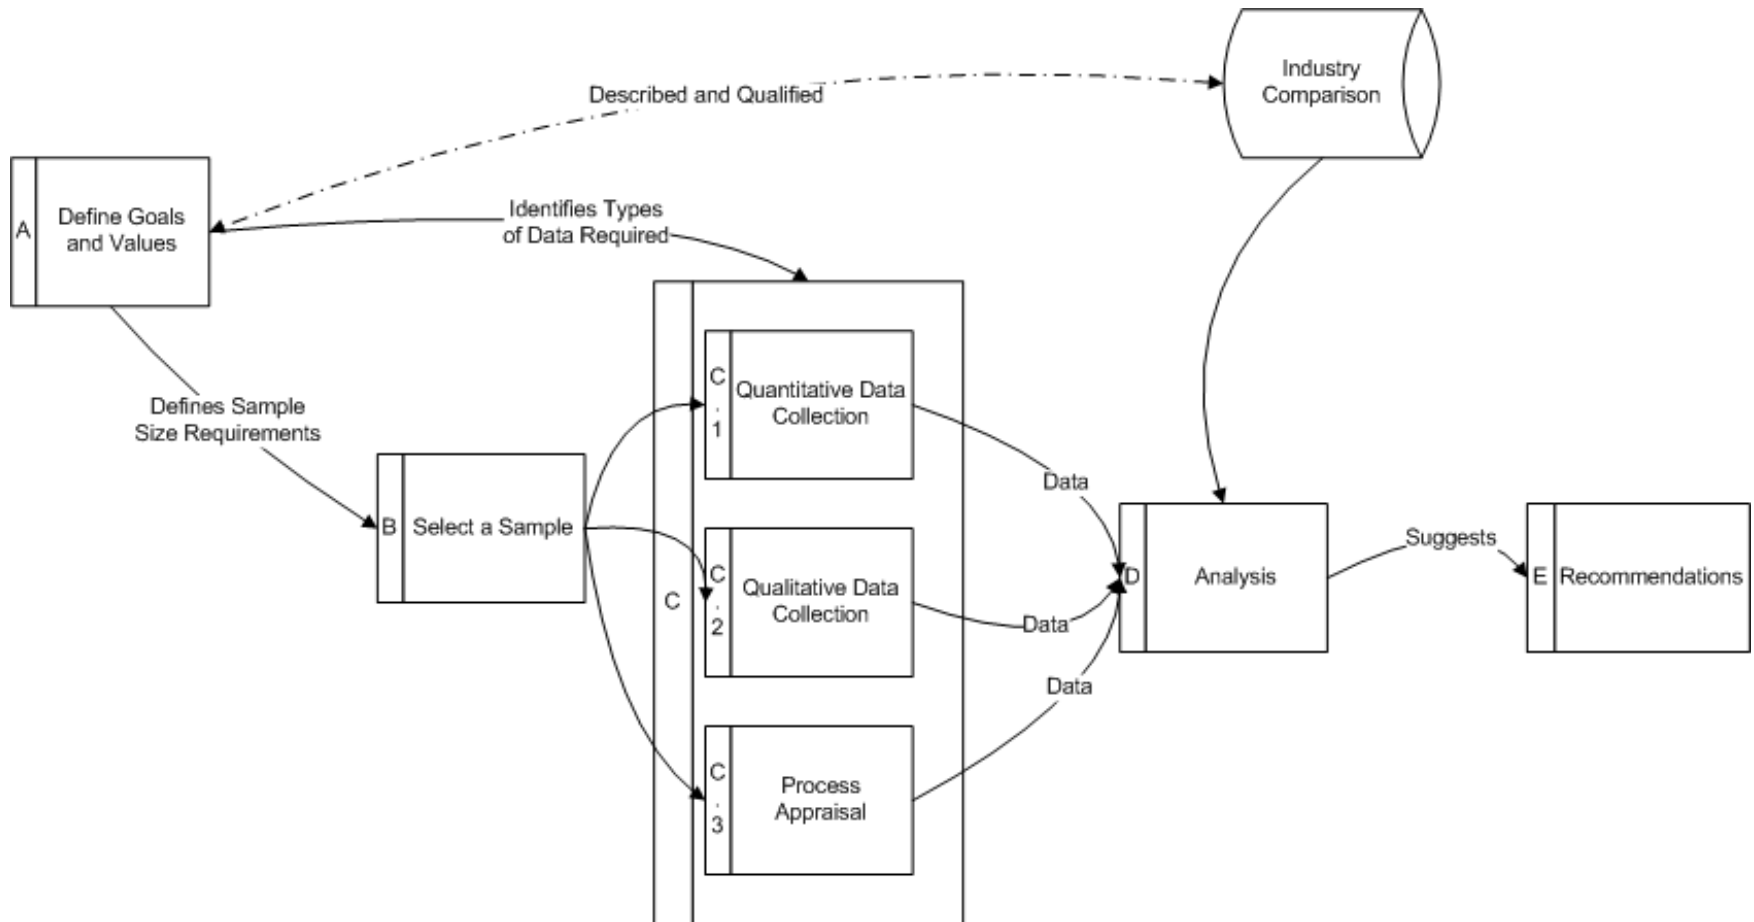 Industry
Comparison
Described and Qualified
A
Define Goals
and Values
Identifies Types
of Data Required
Defines Sample
Size Requirements
B
Select a Sample
C
C
.
1
Quantitative Data
Collection
C
.
2
Qualitative Data
Collection
C
.
3
Process
Appraisal
Data
Data
Data
D
Analysis
Suggests
E
Recommendations